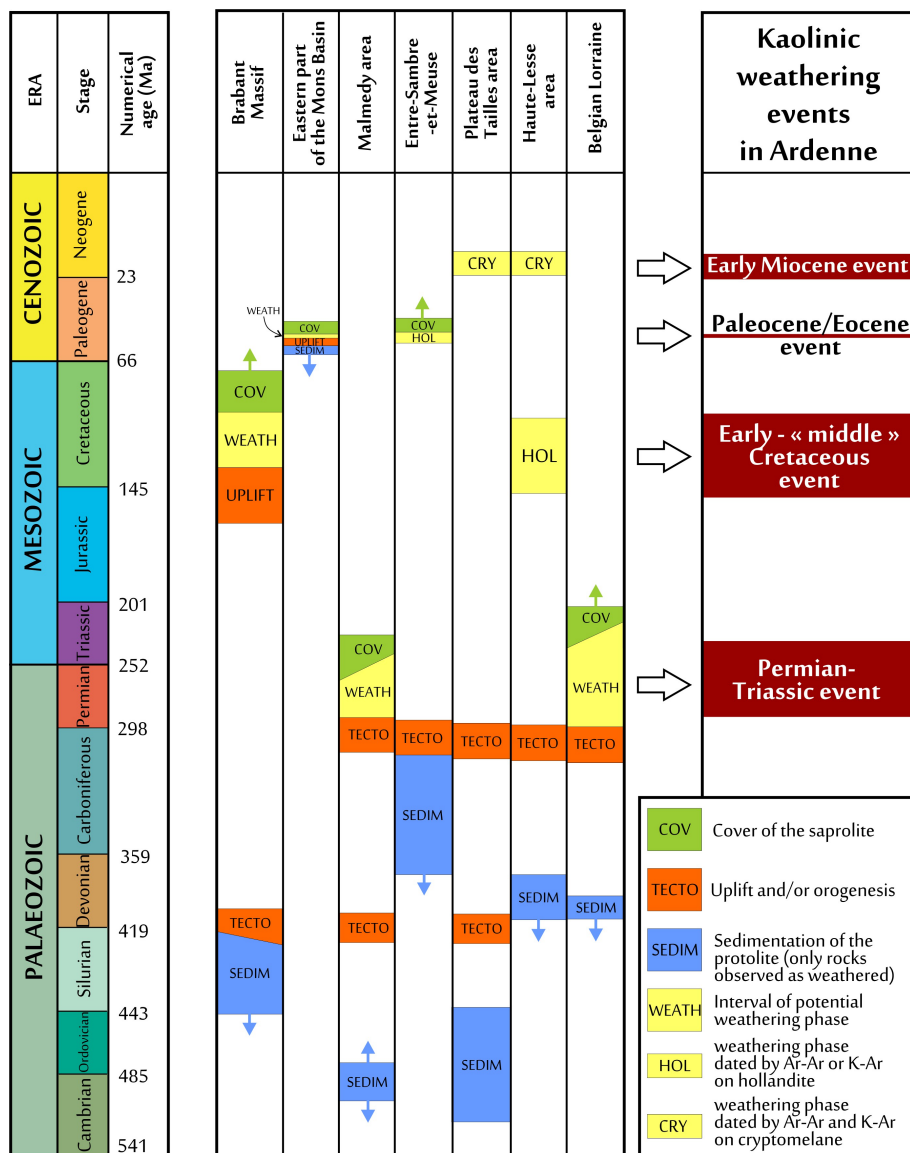 ERA
Stage
Numerical
age (Ma)
Brabant
Massif
Eastern part
of the Mons Basin
Malmedy area
Entre-Sambre
-et-Meuse
Plateau des
Tailles area
Haute-Lesse
area
Belgian Lorraine
Kaolinic
weathering
events
in Ardenne
CENOZOIC
MESOZOIC
PALAEOZOIC
Neogene
Paleogene
Cretaceous
Jurassic
Triassic
Permian
Carboniferous
Devonian
Silurian
Ordovician
Cambrian
23
66
145
201
252
298
359
419
443
485
541
COV
WEATH
UPLIFT
TECTO
SEDIM
WEATH
COV
UPLIFT
SEDIM
COV
WEATH
TECTO
TECTO
SEDIM
COV
HOL
TECTO
SEDIM
CRY
TECTO
TECTO
SEDIM
CRY
HOL
TECTO
SEDIM
COV
WEATH
TECTO
SEDIM
Early Miocene event
Paleocene/Eocene
event
Early - « middle »
Cretaceous
event
Permian-
Triassic event
COV Cover of the saprolite
TECTO Uplift and/or orogenesis
SEDIM Sedimentation of the
protolite (only rocks
observed as weathered)
WEATH Interval of potential
weathering phase
HOL weathering phase
dated by Ar-Ar or K-Ar
on hollandite
CRY weathering phase
dated by Ar-Ar and K-Ar
on cryptomelane